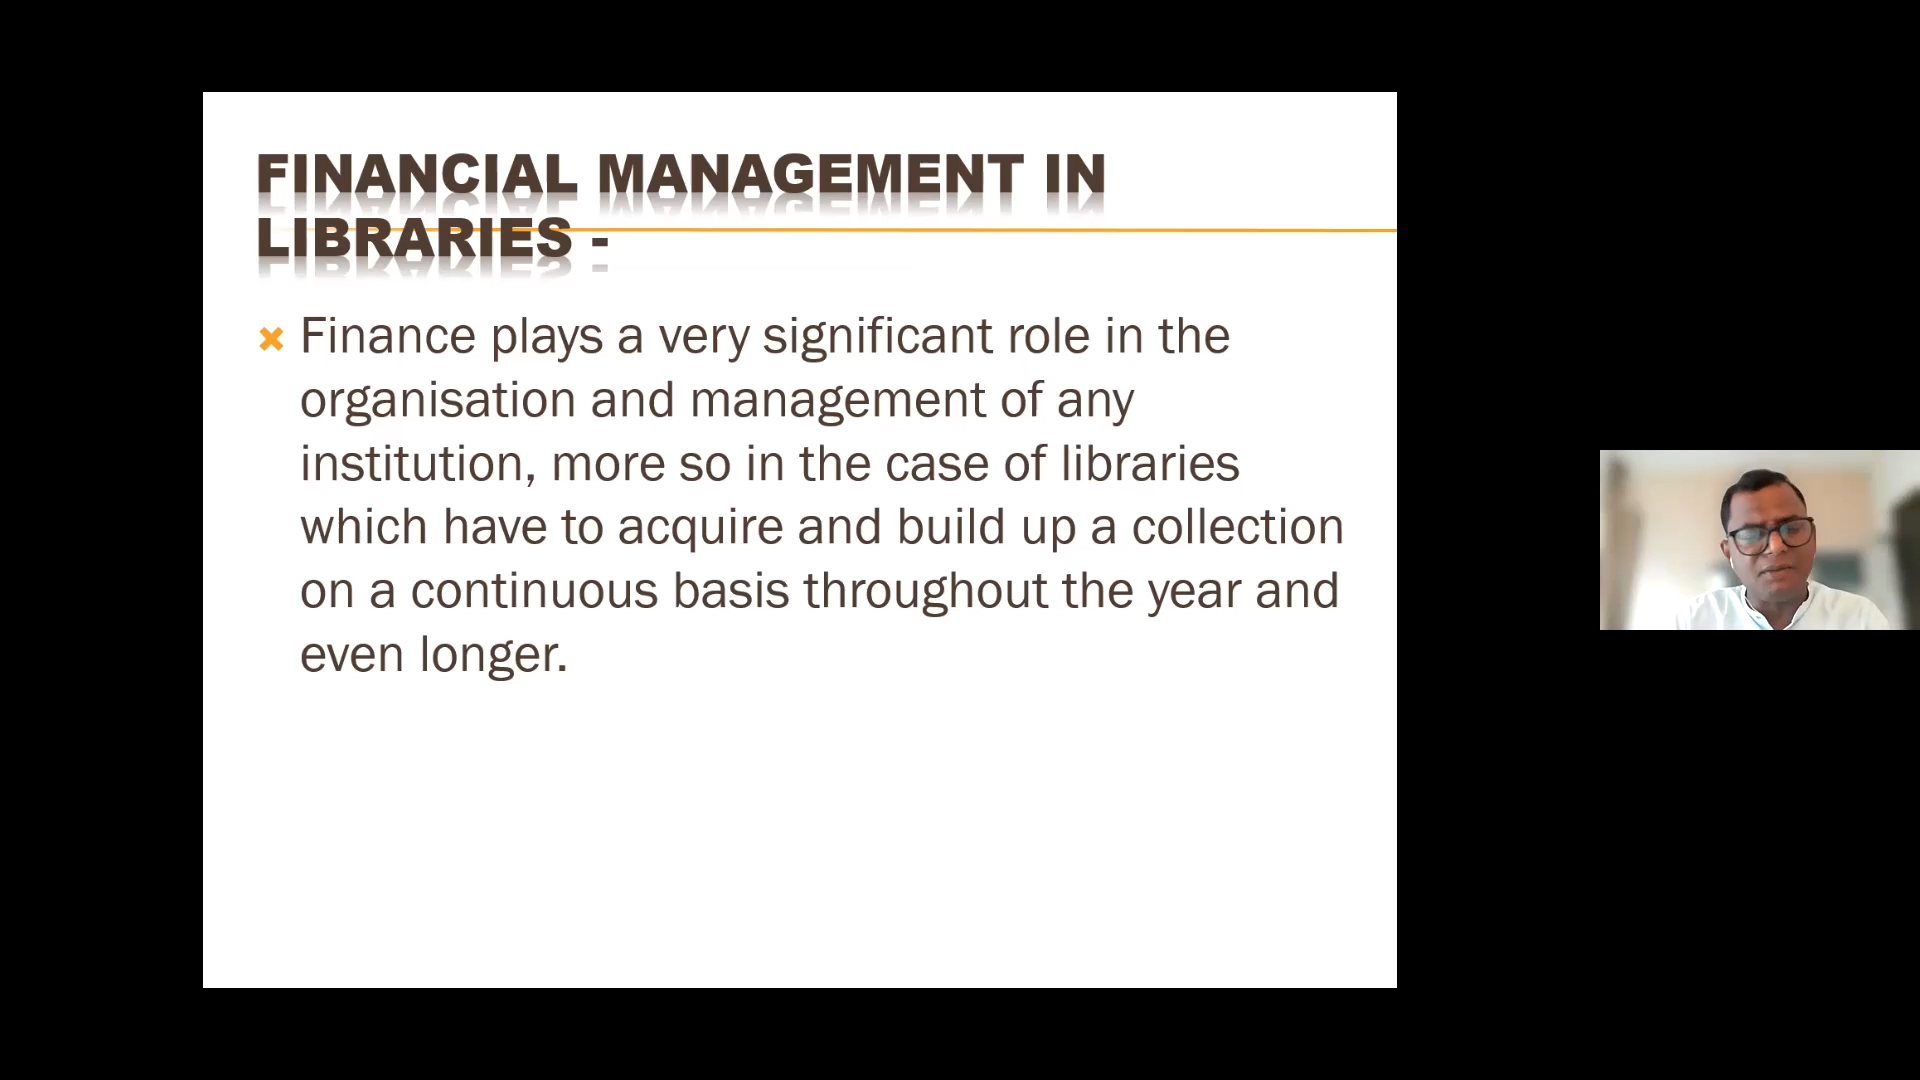 FINANCIAL MANAGEMENT IN
LIBRARIES -
Finance plays a very significant role in the
organisation and management of any
institution, more so in the case of libraries
which have to acquire and build up a collection
on a continuous basis throughout the year and
even longer.